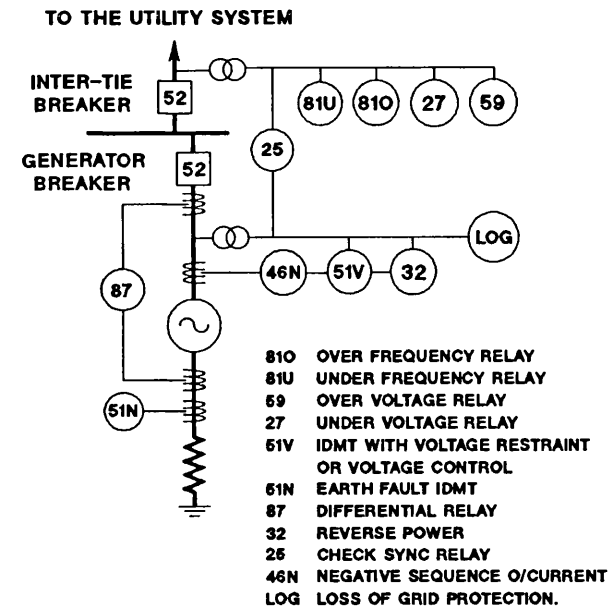 TO THE UTILITY SYSTEM
INTER-TIE
BREAKER
52
81U
81O
27
59
GENERATOR
BREAKER
52
25
LOG
46N
51V
32
87
51N
81O OVER FREQUENCY RELAY
81U UNDER FREQUENCY RELAY
59 OVER VOLTAGE RELAY
27 UNDER VOLTAGE RELAY
51V IDMT WITH VOLTAGE RESTRAINT
OR VOLTAGE CONTROL
51N EARTH FAULT IDMT
87 DIFFERENTIAL RELAY
32 REVERSE POWER
25 CHECK SYNC RELAY
46N NEGATIVE SEQUENCE O/CURRENT
LOG LOSS OF GRID PROTECTION.